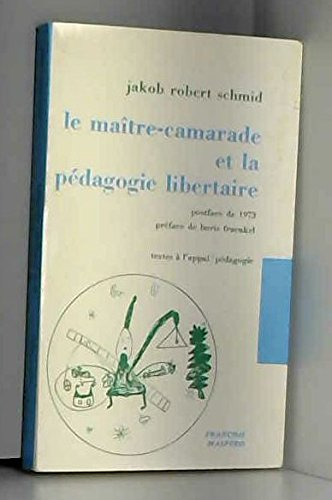 jakob robert schmid
le maître-camarade
et la
pédagogie libertaire
postface de 1973
préface de boris fraenkel
textes à l'appui/pédagogie
FRANÇOIS
MASPERO